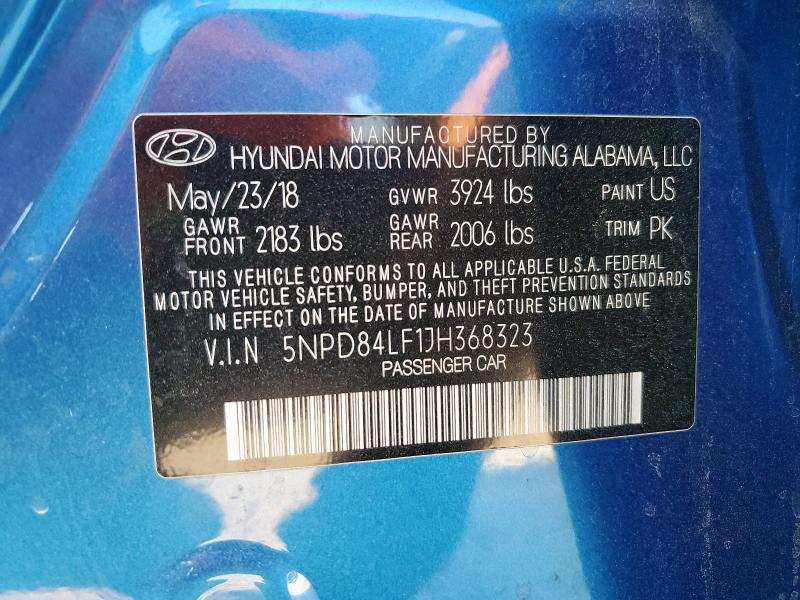 MANUFACTURED BY
HYUNDAI MOTOR MANUFACTURING ALABAMA, LLC
May/23/18 GVWR 3924 lbs PAINT US
GAWR FRONT 2183 lbs GAWR REAR 2006 lbs TRIM PK
THIS VEHICLE CONFORMS TO ALL APPLICABLE U.S.A. FEDERAL
MOTOR VEHICLE SAFETY, BUMPER, AND THEFT PREVENTION STANDARDS
IN EFFECT ON THE DATE OF MANUFACTURE SHOWN ABOVE
V.I.N 5NPD84LF1JH368323
PASSENGER CAR